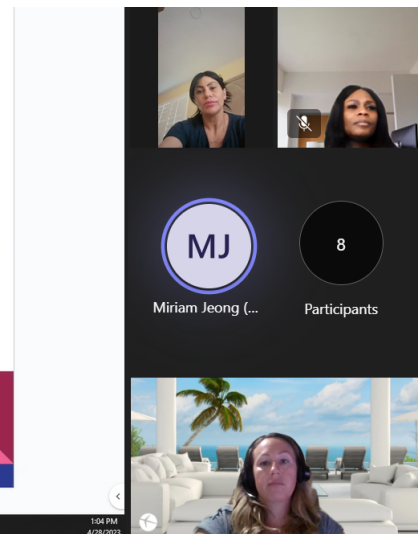 MJ
8
Miriam Jeong (...
Participants
1:04 PM
4/28/2023